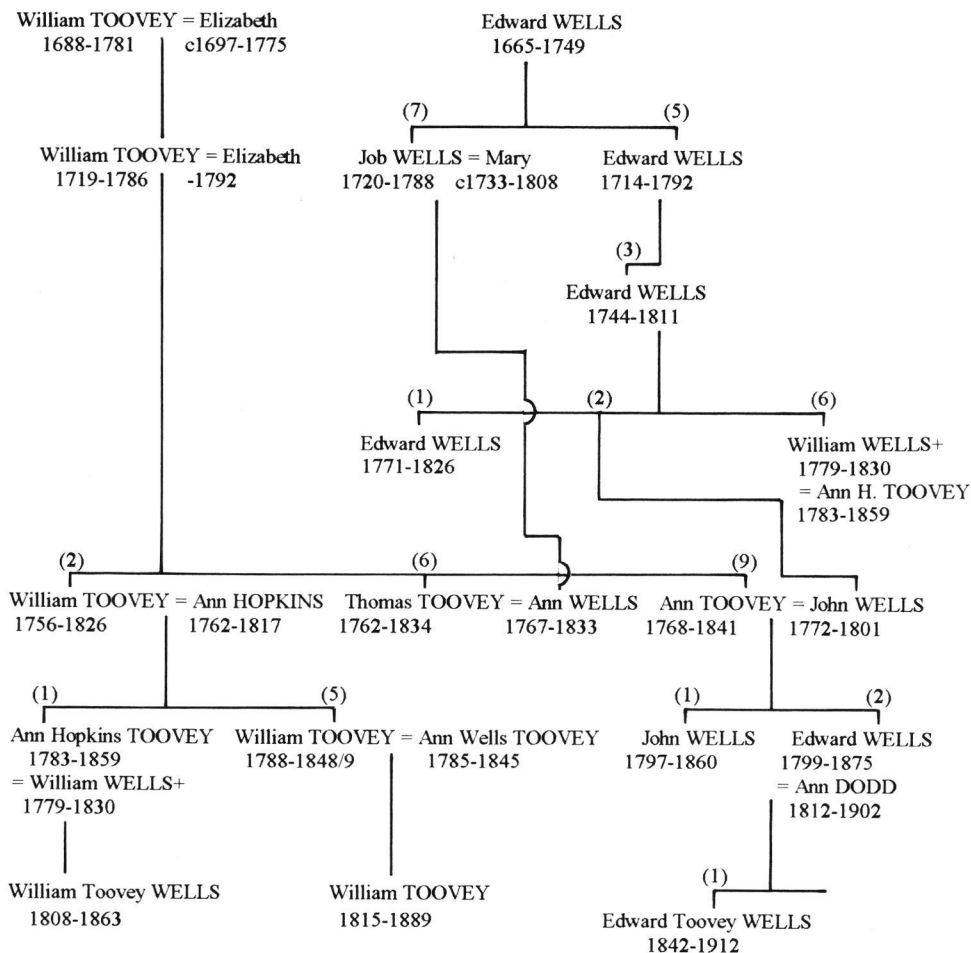 William TOOVEY = Elizabeth
1688-1781 c1697-1775
Edward WELLS
1665-1749
(7) (5)
William TOOVEY = Elizabeth
1719-1786 -1792
Job WELLS = Mary
1720-1788 c1733-1808
Edward WELLS
1714-1792
(3)
Edward WELLS
1744-1811
(1) (2) (6)
Edward WELLS
1771-1826
William WELLS+
1779-1830
= Ann H. TOOVEY
1783-1859
(2) (6) (9)
William TOOVEY = Ann HOPKINS
1756-1826 1762-1817
Thomas TOOVEY = Ann WELLS
1762-1834 1767-1833
Ann TOOVEY = John WELLS
1768-1841 1772-1801
(1) (5)
(1) (2)
Ann Hopkins TOOVEY
1783-1859
= William WELLS+
1779-1830
William TOOVEY = Ann Wells TOOVEY
1788-1848/9 1785-1845
John WELLS
1797-1860
Edward WELLS
1799-1875
= Ann DODD
1812-1902
William Toovey WELLS
1808-1863
William TOOVEY
1815-1889
(1)
Edward Toovey WELLS
1842-1912